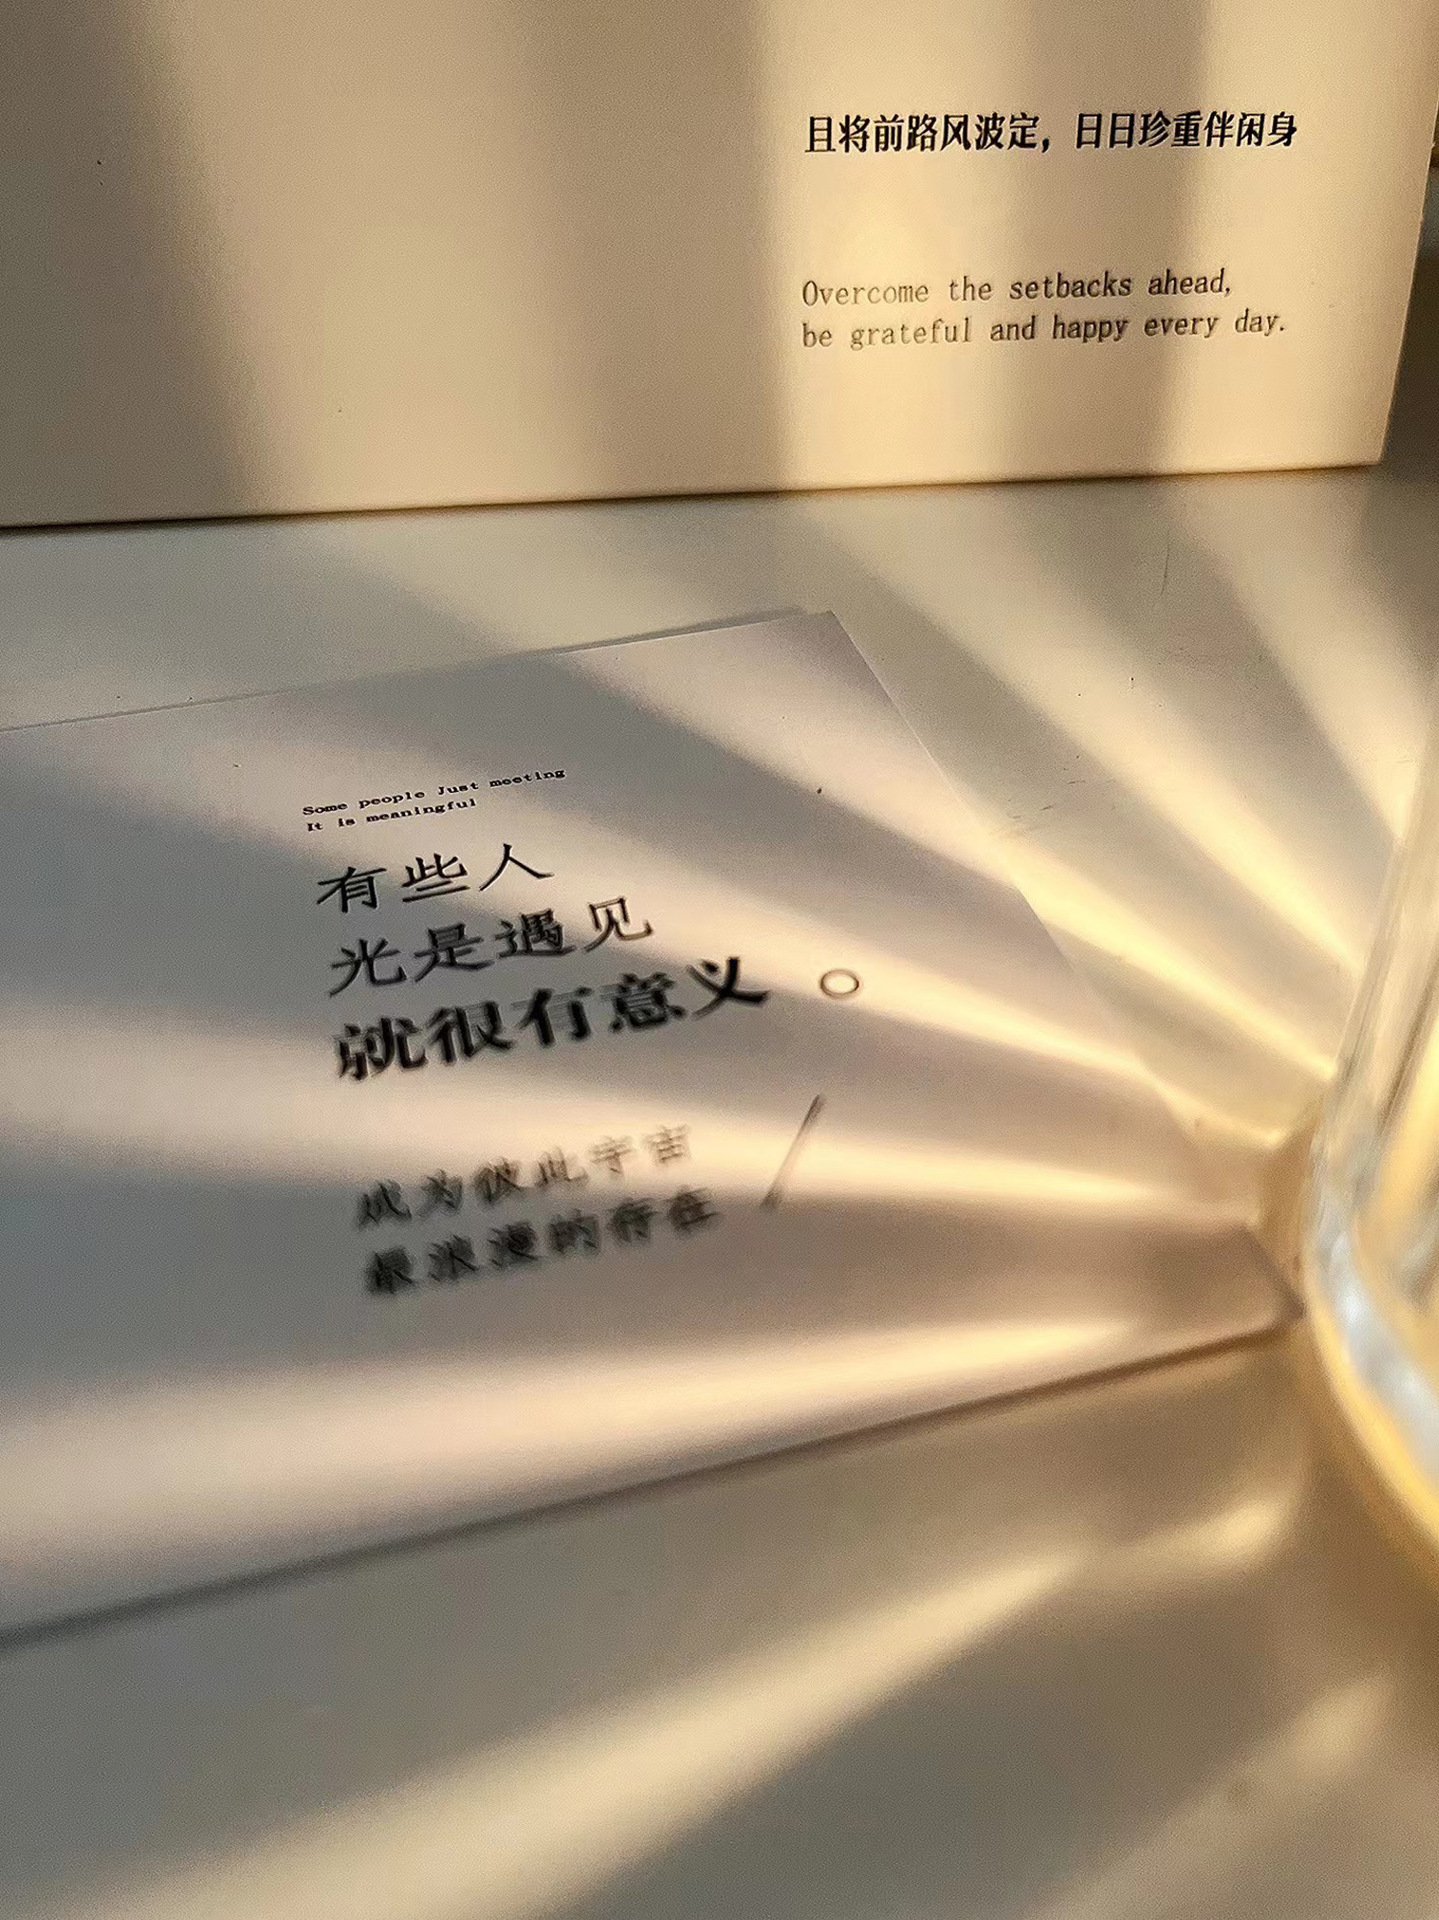 且将前路风波定，日日珍重伴闲身
Overcome the setbacks ahead,
be grateful and happy every day.
Some people Just meeting
It is meaningful
有些人
光是遇见
就很有意义。
成为彼此宇宙
最浪漫的存在 /